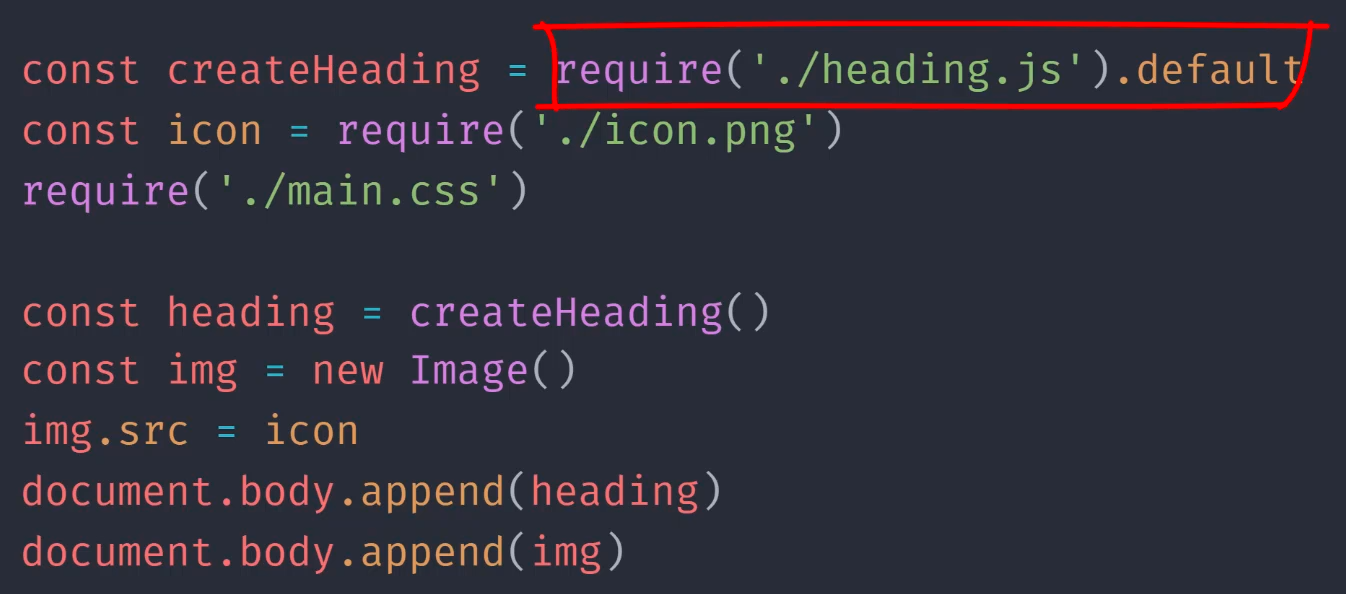 const createHeading = require('./heading.js').default
const icon = require('./icon.png')
require('./main.css')
const heading = createHeading()
const img = new Image()
img.src = icon
document.body.append(heading)
document.body.append(img)